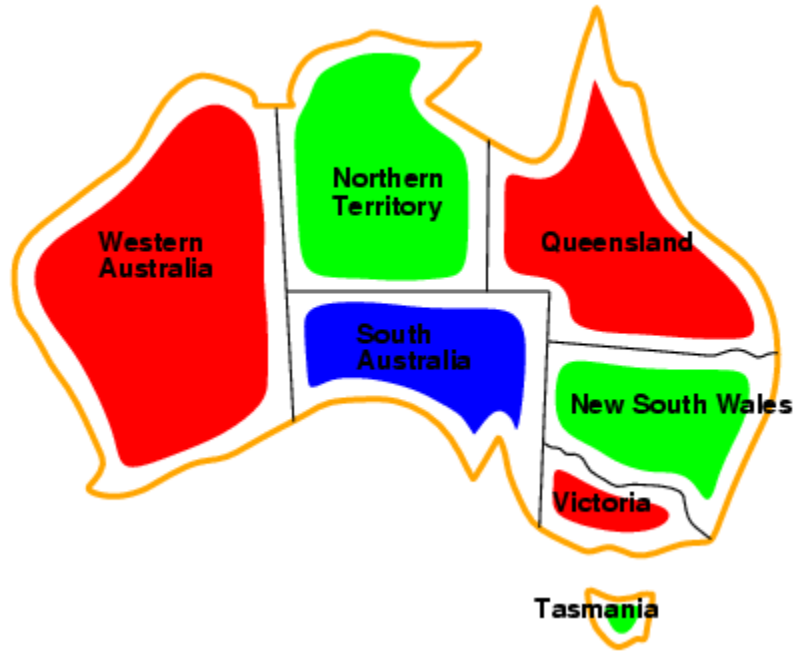 Northern
Territory
Western
Australia
Queensland
South
Australia
New South Wales
Victoria
Tasmania